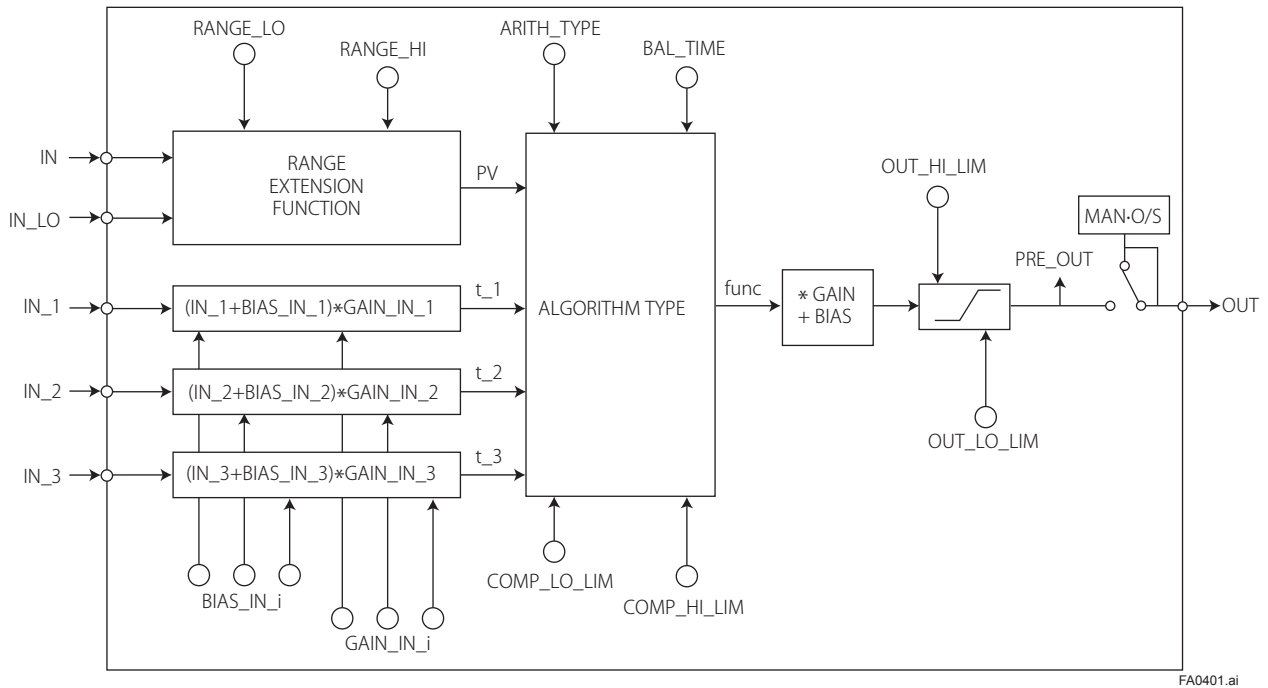 RANGE_LO
RANGE_HI
ARITH_TYPE
BAL_TIME
IN
IN_LO
RANGE
EXTENSION
FUNCTION
PV
OUT_HI_LIM
MAN·O/S
PRE_OUT
IN_1
(IN_1+BIAS_IN_1)*GAIN_IN_1
t_1
ALGORITHM TYPE
func
* GAIN
+ BIAS
OUT
IN_2
(IN_2+BIAS_IN_2)*GAIN_IN_2
t_2
OUT_LO_LIM
IN_3
(IN_3+BIAS_IN_3)*GAIN_IN_3
t_3
BIAS_IN_i
GAIN_IN_i
COMP_LO_LIM
COMP_HI_LIM
FA0401.ai